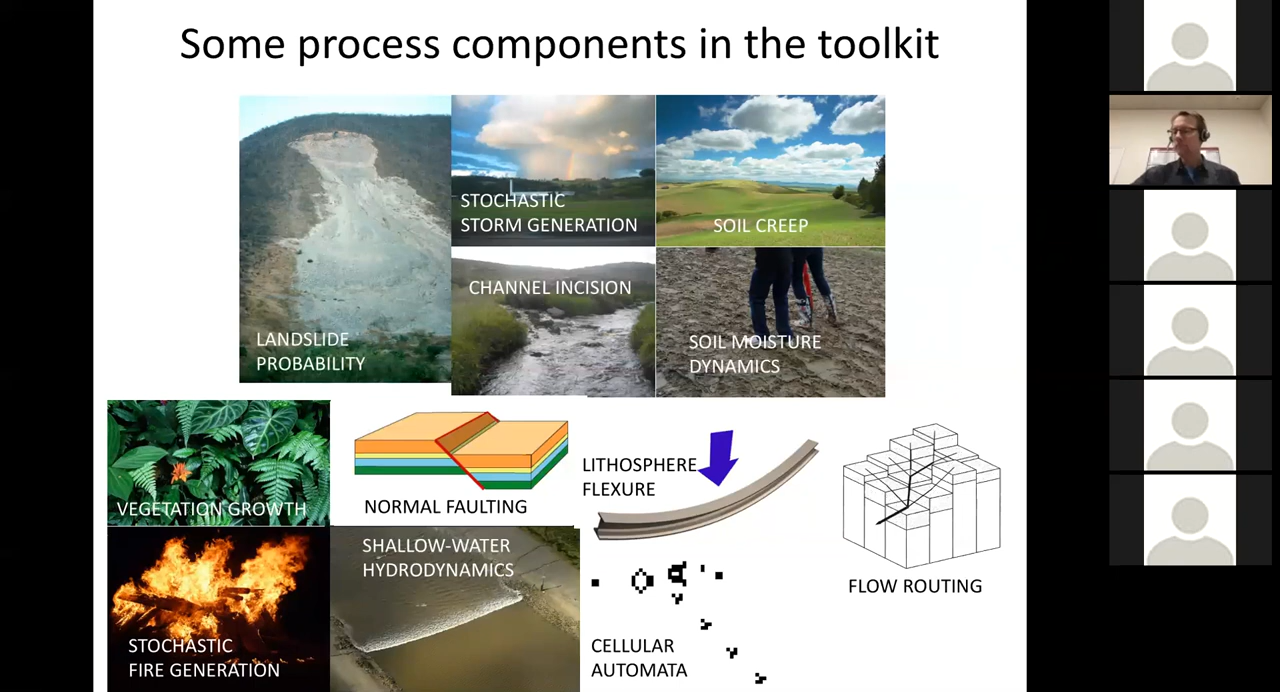 Some process components in the toolkit
STOCHASTIC
STORM GENERATION
SOIL CREEP
CHANNEL INCISION
LANDSLIDE
PROBABILITY
SOIL MOISTURE
DYNAMICS
VEGETATION GROWTH
NORMAL FAULTING
LITHOSPHERE
FLEXURE
FLOW ROUTING
STOCHASTIC
FIRE GENERATION
SHALLOW-WATER
HYDRODYNAMICS
CELLULAR
AUTOMATA